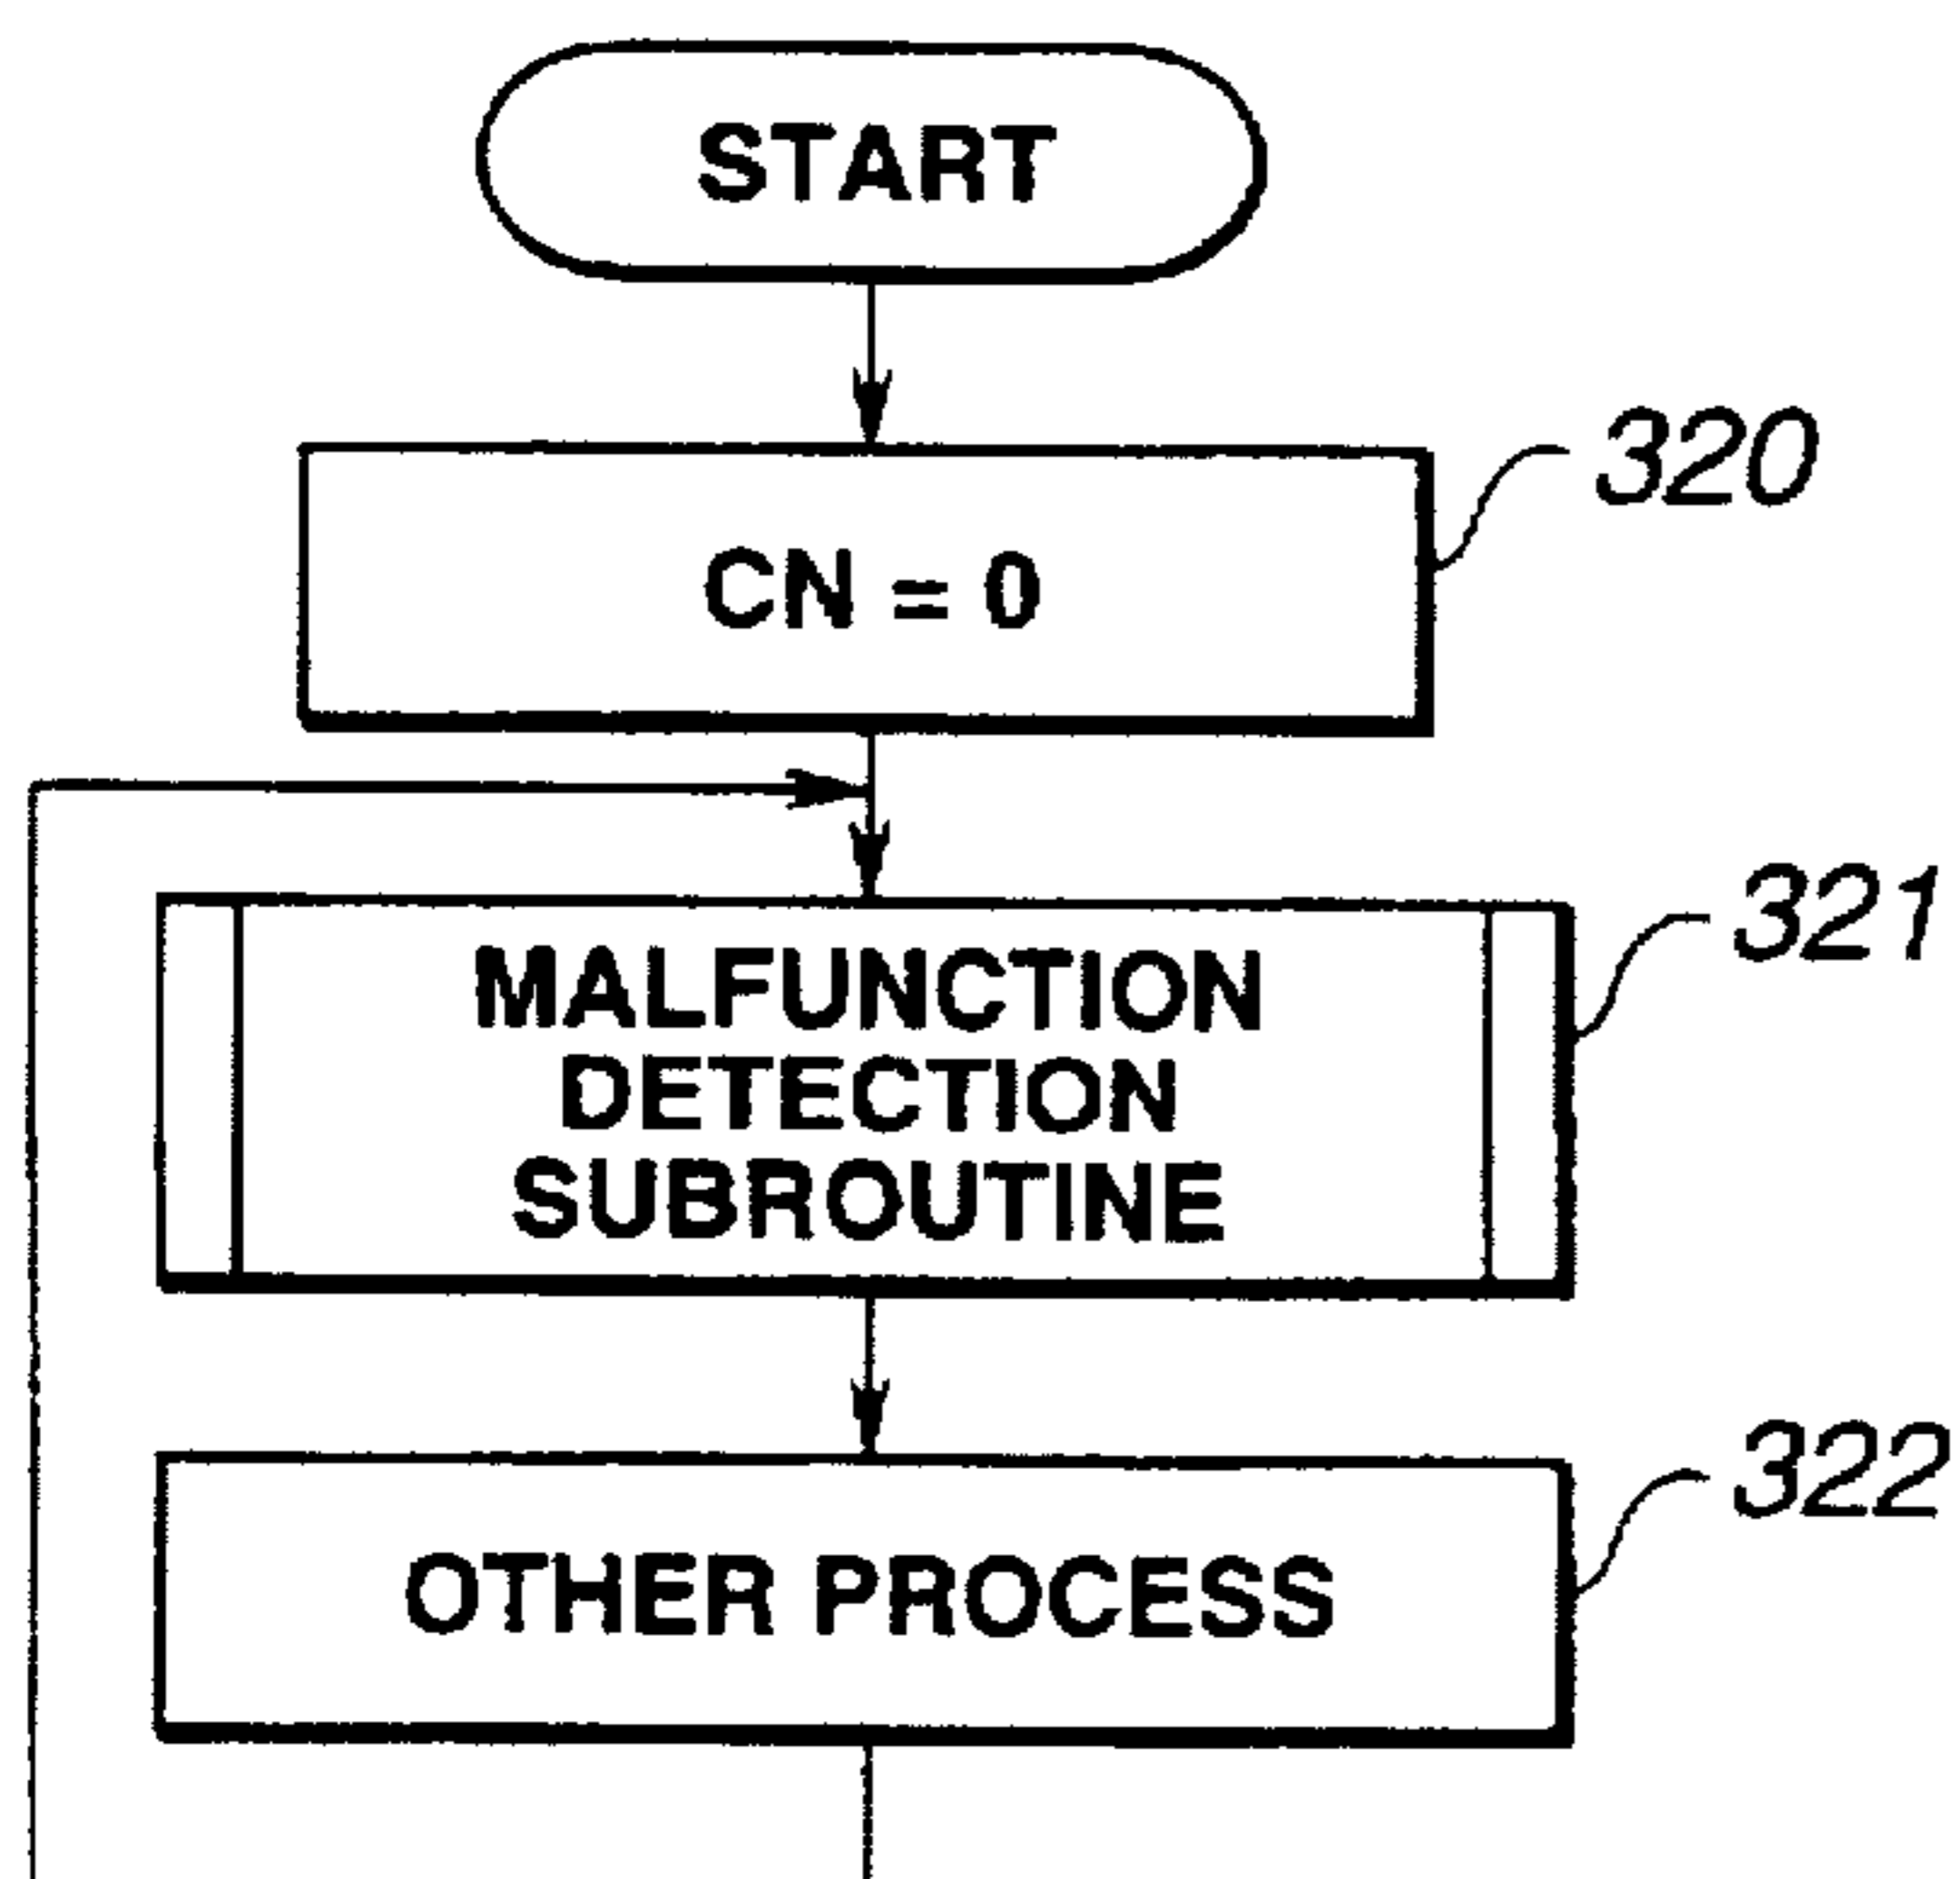 START
320
CN = 0
321
MALFUNCTION
DETECTION
SUBROUTINE
322
OTHER PROCESS